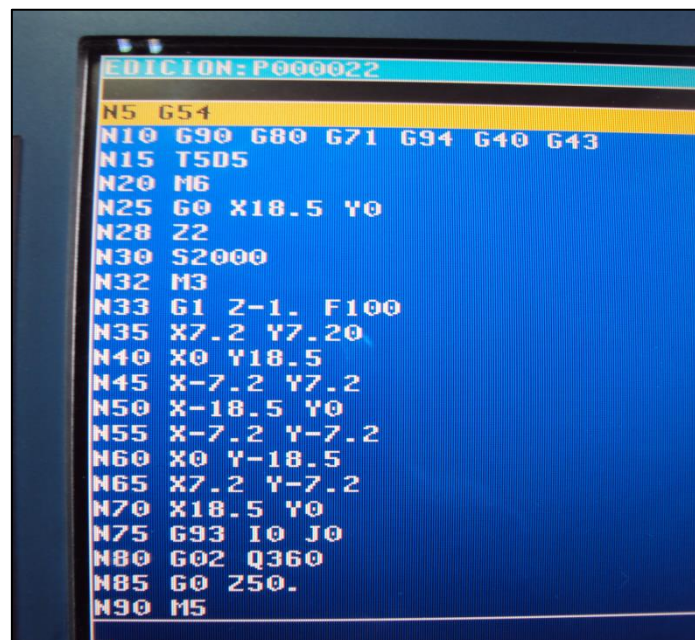 EDICION:P000022
N5 G54
N10 G90 G80 G71 G94 G40 G43
N15 T5D5
N20 M6
N25 G0 X18.5 Y0
N28 Z2
N30 S2000
N32 M3
N33 G1 Z-1. F100
N35 X7.2 Y7.20
N40 X0 Y18.5
N45 X-7.2 Y7.2
N50 X-18.5 Y0
N55 X-7.2 Y-7.2
N60 X0 Y-18.5
N65 X7.2 Y-7.2
N70 X18.5 Y0
N75 G93 I0 J0
N80 G02 Q360
N85 G0 Z50.
N90 M5